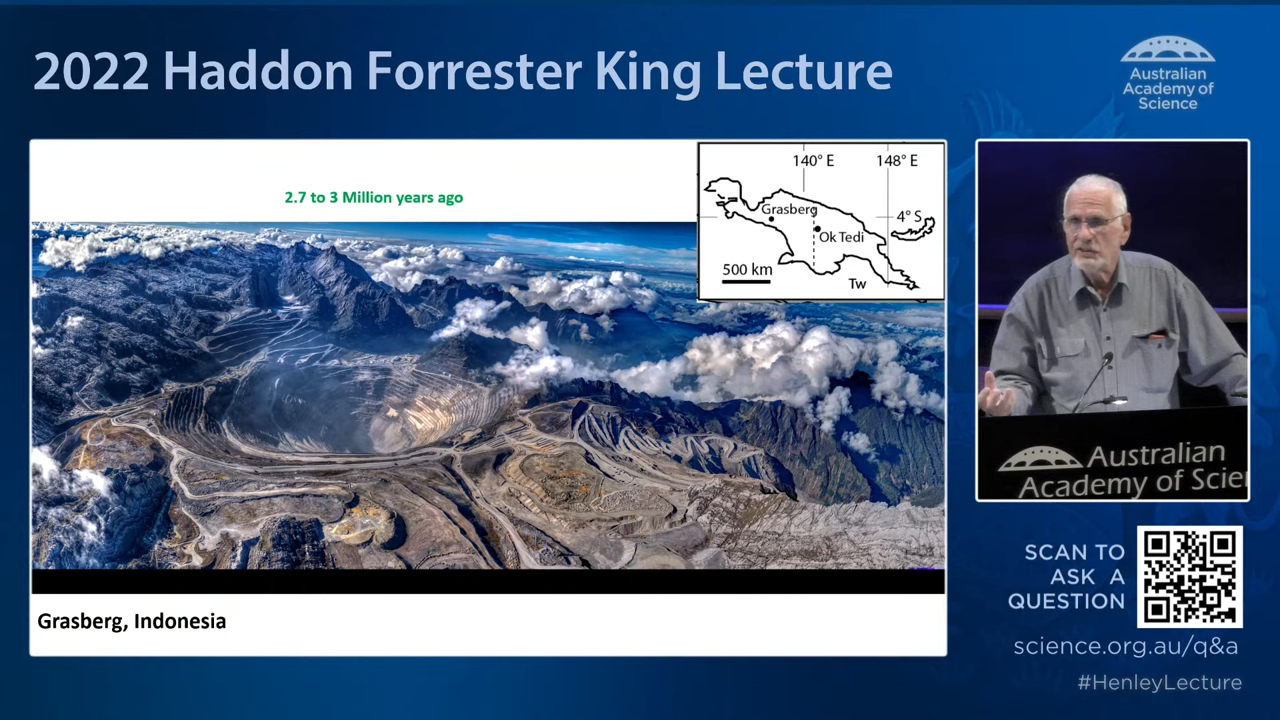 2022 Haddon Forrester King Lecture
Australian
Academy of
Science
2.7 to 3 Million years ago
140° E
148° E
Grasberg
4° S
Ok Tedi
500 km
Tw
Grasberg, Indonesia
Australian
Academy of Scie
SCAN TO
ASK A
QUESTION
science.org.au/q&a
#HenleyLecture